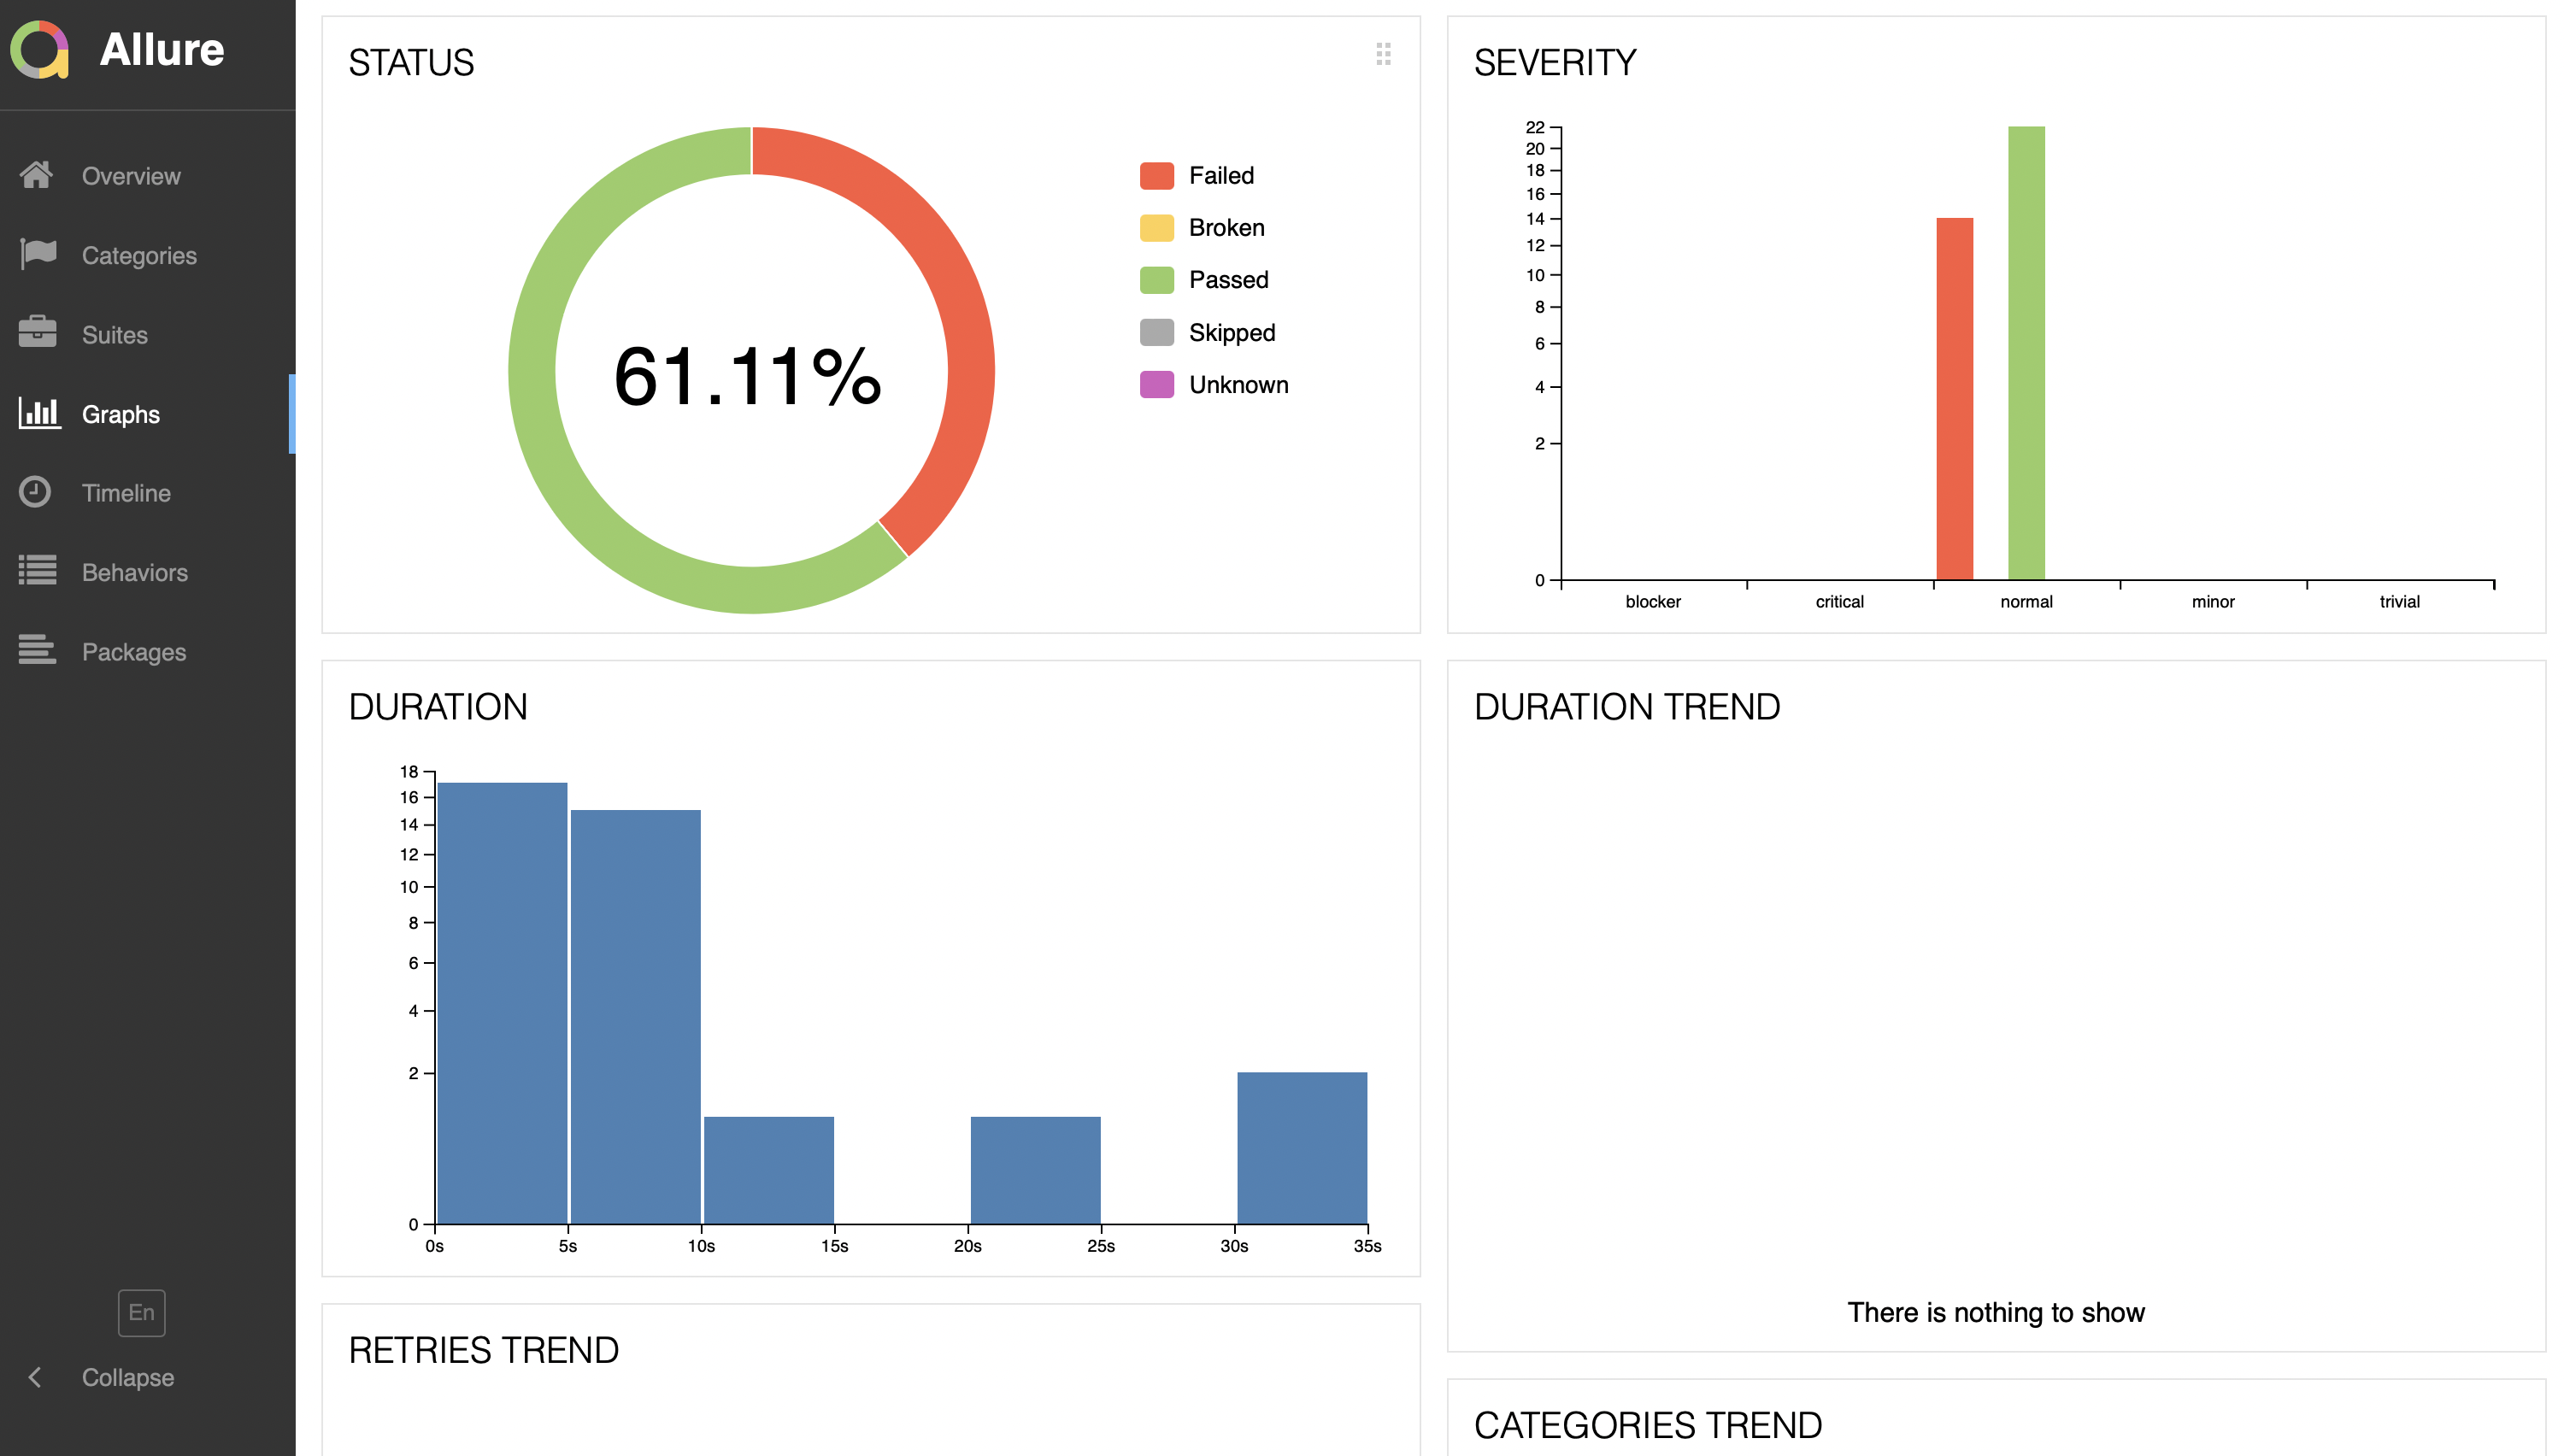 Allure
Overview
Categories
Suites
Graphs
Timeline
Behaviors
Packages
En
Collapse
STATUS
61.11%
Failed
Broken
Passed
Skipped
Unknown
SEVERITY
22
20
18
16
14
12
10
8
6
4
2
0
blocker critical normal minor trivial
DURATION
18
16
14
12
10
8
6
4
2
0
0s 5s 10s 15s 20s 25s 30s 35s
DURATION TREND
There is nothing to show
RETRIES TREND
CATEGORIES TREND